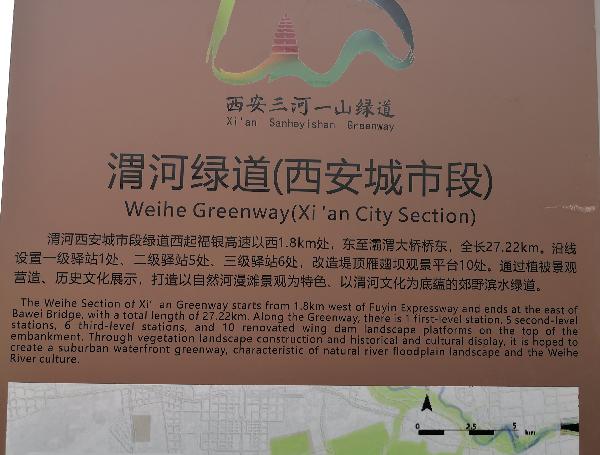 西安三河一山绿道
Xi'an Sanheyishan Greenway
渭河绿道(西安城市段)
Weihe Greenway(Xi'an City Section)
渭河西安城市段绿道西起福银高速以西1.8km处，东至灞渭大桥桥东，全长27.22km。沿线
设置一级驿站1处、二级驿站5处、三级驿站6处，改造堤顶雁翅坝观景平台10处。通过植被景观
营造、历史文化展示，打造以自然河漫滩景观为特色、以渭河文化为底蕴的郊野滨水绿道。
The Weihe Section of Xi' an Greenway starts from 1.8km west of Fuyin Expressway and ends at the east of
Bawei Bridge, with a total length of 27.22km. Along the Greenway, there is 1 first-level station, 5 second-level
stations, 6 third-level stations, and 10 renovated wing dam landscape platforms on the top of the
embankment. Through vegetation landscape construction and historical and cultural display, it is hoped to
create a suburban waterfront greenway, characteristic of natural river floodplain landscape and the Weihe
River culture.
0 2.5 5 km